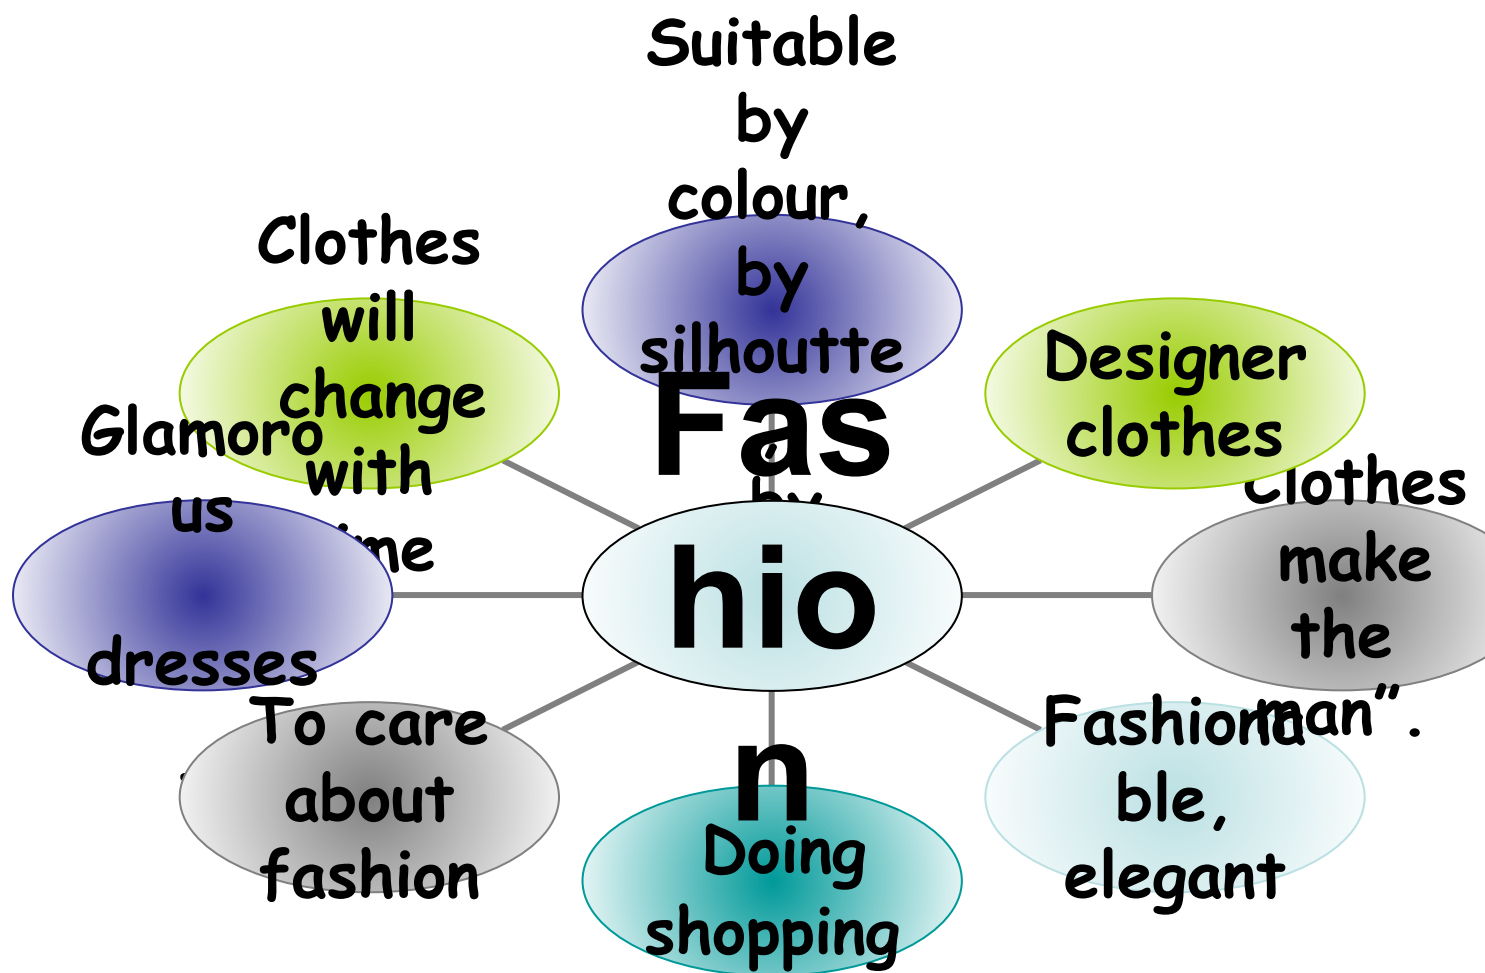 Suitable
by
colour,
by
silhoutte
,
by
Fas
hio
n
Designer
clothes
Clothes
make
the
man”.
Fashiona
ble,
elegant
Doing
shopping
To care
about
fashion
Glamoro
us
dresses
Clothes
will
change
with